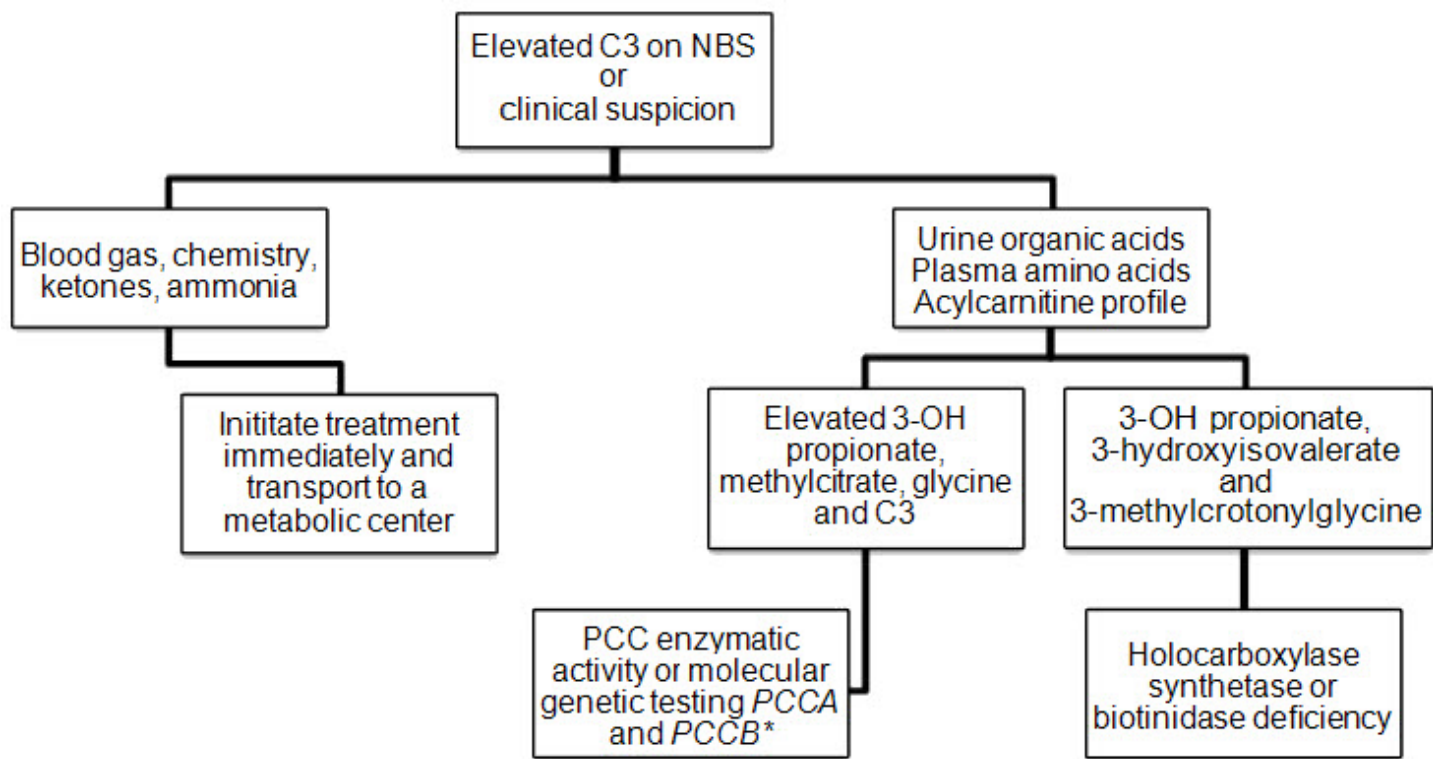 Elevated C3 on NBS
or
clinical suspicion
Blood gas, chemistry,
ketones, ammonia
Urine organic acids
Plasma amino acids
Acylcarnitine profile
Inititate treatment
immediately and
transport to a
metabolic center
Elevated 3-OH
propionate,
methylcitrate, glycine
and C3
3-OH propionate,
3-hydroxyisovalerate
and
3-methylcrotonylglycine
PCC enzymatic
activity or molecular
genetic testing PCCA
and PCCB*
Holocarboxylase
synthetase or
biotinidase deficiency